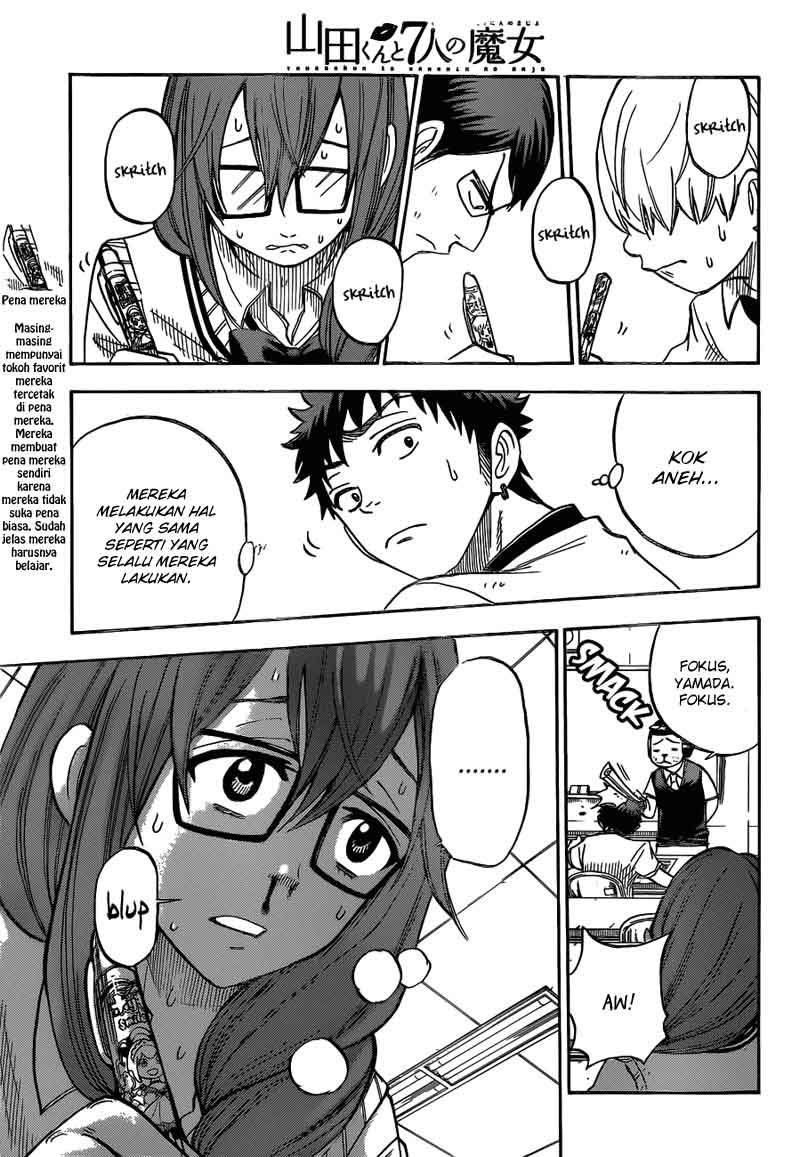 山田くんと7人の魔女
skritch
skritch
skritch
skritch
Pena mereka
Masing-
masing
mempunyai
tokoh favorit
mereka
tercetak
di pena
mereka.
Mereka
membuat
pena mereka
sendiri
karena
mereka tidak
suka pena
biasa. Sudah
jelas mereka
harusnya
belajar.
KOK
ANEH...
MEREKA
MELAKUKAN HAL
YANG SAMA
SEPERTI YANG
SELALU MEREKA
LAKUKAN.
FOKUS,
YAMADA.
FOKUS.
SMACK
AW!
........
blup